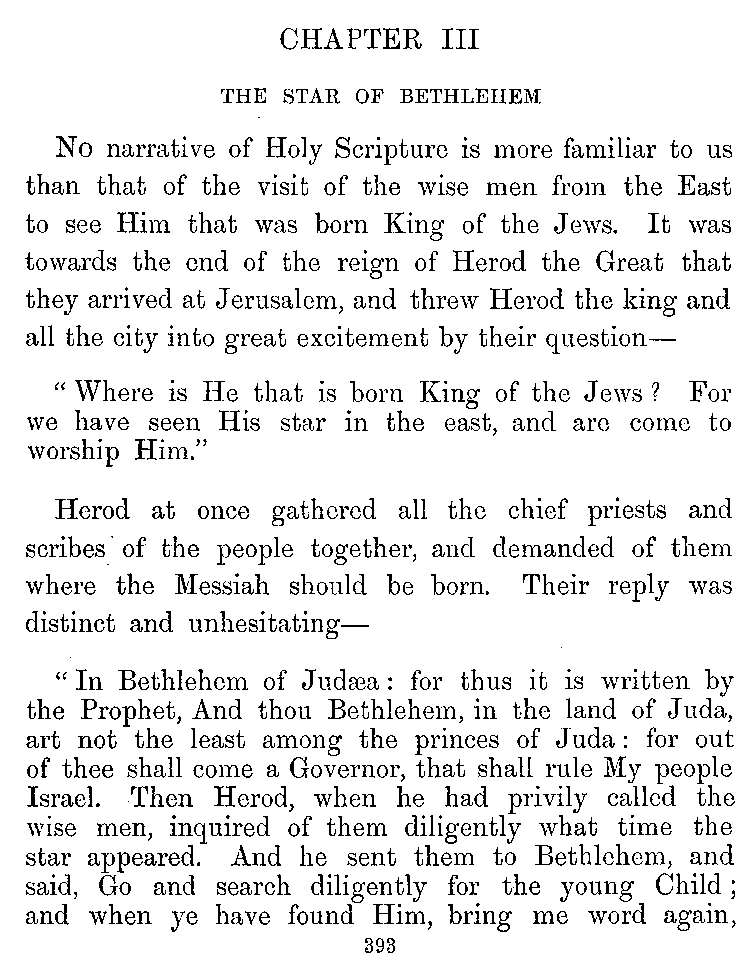 CHAPTER III
THE STAR OF BETHLEHEM
No narrative of Holy Scripture is more familiar to us
than that of the visit of the wise men from the East
to see Him that was born King of the Jews. It was
towards the end of the reign of Herod the Great that
they arrived at Jerusalem, and threw Herod the king and
all the city into great excitement by their question—
“ Where is He that is born King of the Jews ? For
we have seen His star in the east, and are come to
worship Him.”
Herod at once gathered all the chief priests and
scribes of the people together, and demanded of them
where the Messiah should be born. Their reply was
distinct and unhesitating—
“ In Bethlehem of Judæa : for thus it is written by
the Prophet, And thou Bethlehem, in the land of Juda,
art not the least among the princes of Juda : for out
of thee shall come a Governor, that shall rule My people
Israel. Then Herod, when he had privily called the
wise men, inquired of them diligently what time the
star appeared. And he sent them to Bethlehem, and
said, Go and search diligently for the young Child ;
and when ye have found Him, bring me word again,
393